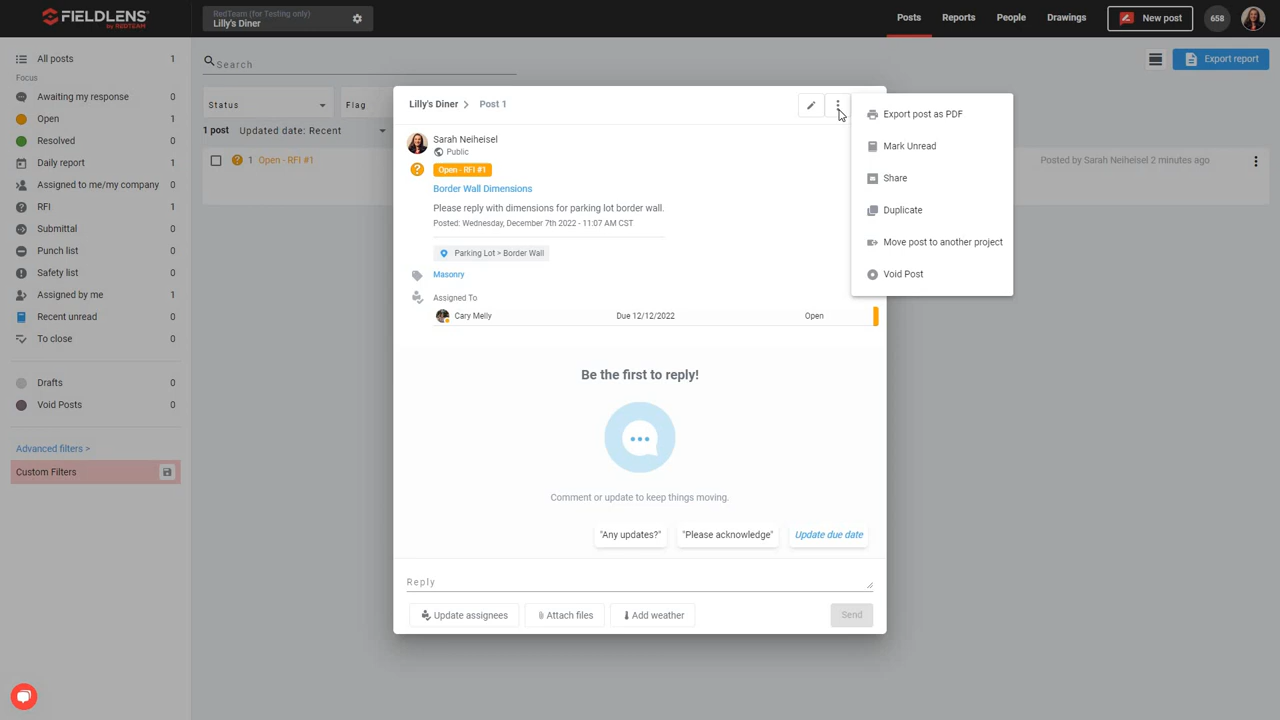 FIELDLENS
by REDTEAM
RedTeam (for Testing only)
Lilly's Diner
Posts
Reports
People
Drawings
New post
658
All posts 1
Focus
Awaiting my response 0
Open 1
Resolved 0
Daily report 0
Assigned to me/my company 0
RFI 1
Submittal 0
Punch list 0
Safety list 0
Assigned by me 1
Recent unread 0
To close 0
Drafts 0
Void Posts 0
Advanced filters >
Custom Filters
Search
Export report
Status
Flag
1 post Updated date: Recent
1 Open - RFI #1
Posted by Sarah Neiheisel 2 minutes ago
Lilly's Diner > Post 1
Sarah Neiheisel
Public
Open - RFI #1
Border Wall Dimensions
Please reply with dimensions for parking lot border wall.
Posted: Wednesday, December 7th 2022 - 11:07 AM CST
Parking Lot > Border Wall
Masonry
Assigned To
Cary Melly Due 12/12/2022 Open
Be the first to reply!
Comment or update to keep things moving.
"Any updates?" "Please acknowledge" Update due date
Reply
Update assignees Attach files Add weather Send
Export post as PDF
Mark Unread
Share
Duplicate
Move post to another project
Void Post